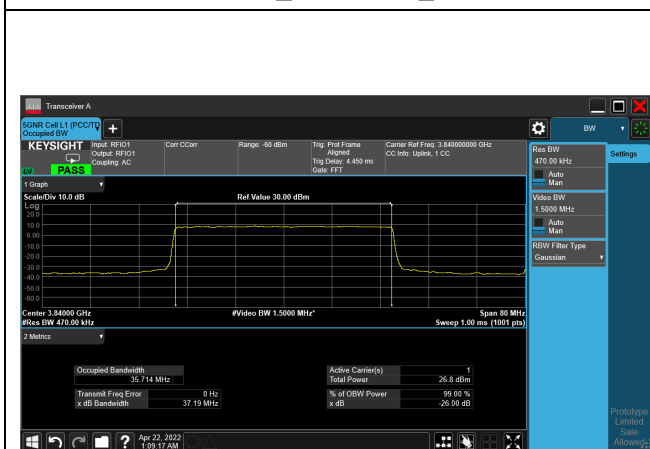 Transceiver A
5GNR Cell L1 (PCC/TD
Occupied BW
KEYSIGHT
LXI
PASS
Input: RFIO1
Output: RFIO1
Coupling: AC
Corr CCorr
Range: -60 dBm
Trig: Prot Frame
Aligned
Trig Delay: 4.450 ms
Gate: FFT
Carrier Ref Freq: 3.840000000 GHz
CC Info: Uplink, 1 CC
BW
Res BW
470.00 kHz
Auto
Man
Video BW
1.5000 MHz
Auto
Man
RBW Filter Type
Gaussian
Settings
1 Graph
Scale/Div 10.0 dB
Ref Value 30.00 dBm
Log
20.0
10.0
0.00
-10.0
-20.0
-30.0
-40.0
-50.0
-60.0
Center 3.84000 GHz
#Video BW 1.5000 MHz*
Span 80 MHz
#Res BW 470.00 kHz
Sweep 1.00 ms (1001 pts)
2 Metrics
Occupied Bandwidth
35.714 MHz
Active Carrier(s) 1
Total Power 26.8 dBm
Transmit Freq Error 0 Hz
x dB Bandwidth 37.19 MHz
% of OBW Power 99.00 %
x dB -26.00 dB
Prototype
Limited
Sale
Allowed
Apr 22, 2022
1:09:17 AM